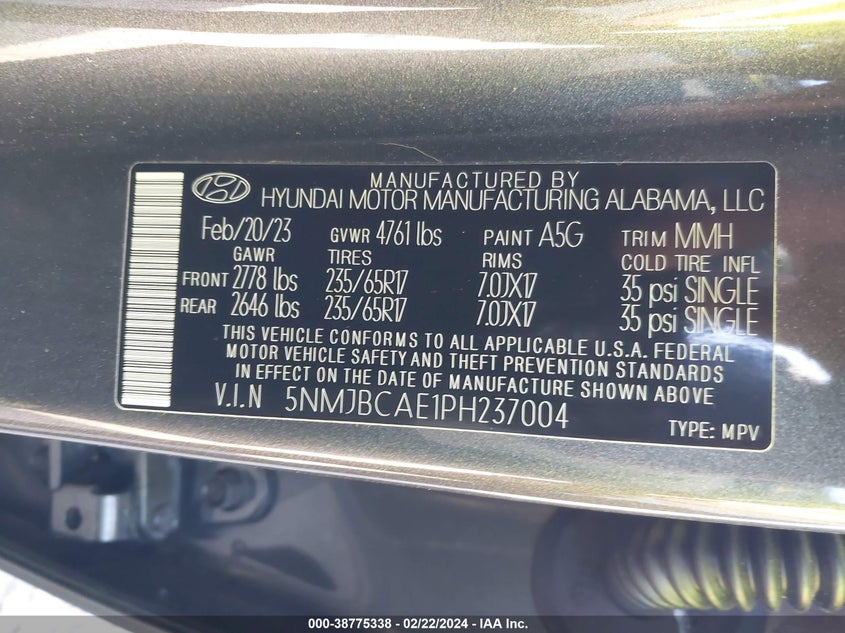 MANUFACTURED BY
HYUNDAI MOTOR MANUFACTURING ALABAMA, LLC
Feb/20/23 GVWR 4761 lbs PAINT A5G TRIM MMH
GAWR TIRES RIMS COLD TIRE INFL
FRONT 2778 lbs 235/65R17 7.0JX17 35 psi SINGLE
REAR 2646 lbs 235/65R17 7.0JX17 35 psi SINGLE
THIS VEHICLE CONFORMS TO ALL APPLICABLE U.S.A. FEDERAL
MOTOR VEHICLE SAFETY AND THEFT PREVENTION STANDARDS
IN EFFECT ON THE DATE OF MANUFACTURE SHOWN ABOVE
V.I.N 5NMJBCAE1PH237004
TYPE: MPV
000-38775338 - 02/22/2024 - IAA Inc.